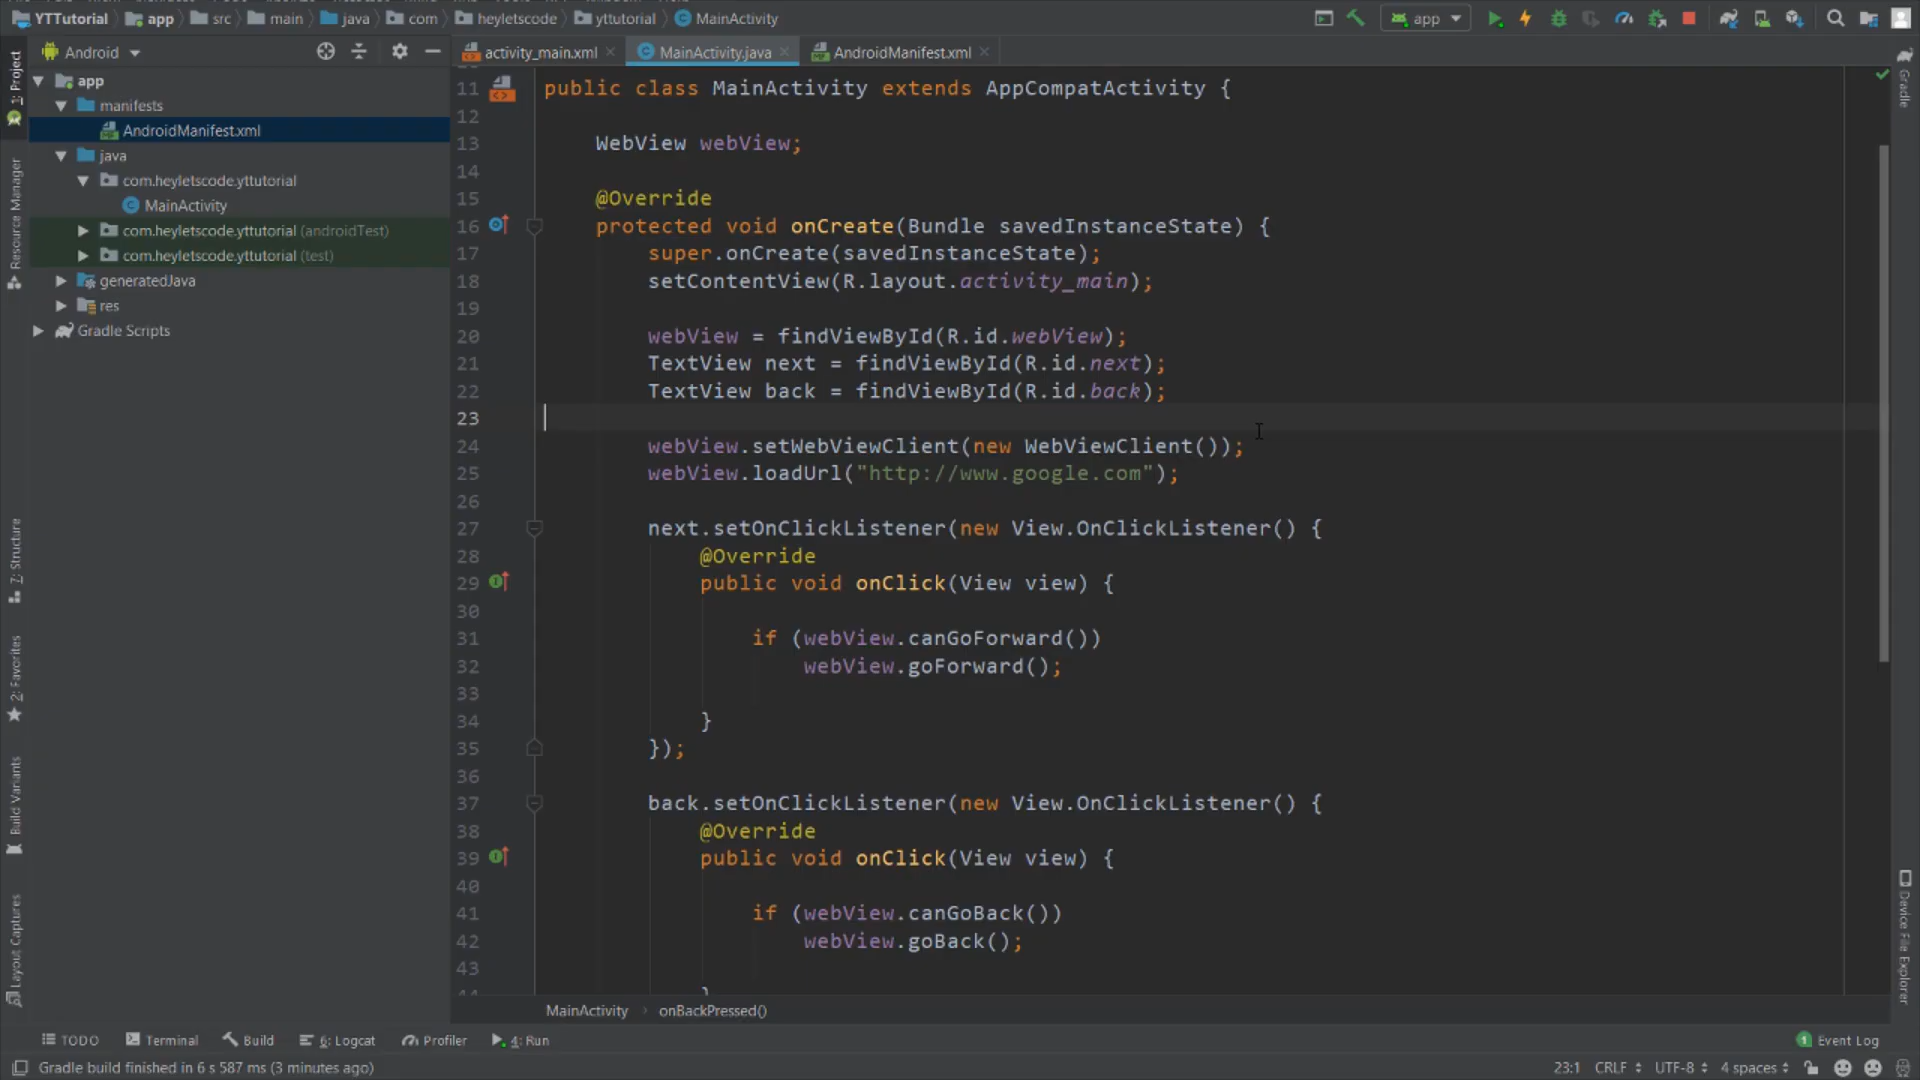 YTTutorial app src main java com heyletscode yttutorial MainActivity
app
Android
activity_main.xml
MainActivity.java
AndroidManifest.xml
1: Project
Resource Manager
7: Structure
2: Favorites
Build Variants
Layout Captures
app
manifests
AndroidManifest.xml
java
com.heyletscode.yttutorial
MainActivity
com.heyletscode.yttutorial (androidTest)
com.heyletscode.yttutorial (test)
generatedJava
res
Gradle Scripts
11 public class MainActivity extends AppCompatActivity {
12
13 WebView webView;
14
15 @Override
16 protected void onCreate(Bundle savedInstanceState) {
17 super.onCreate(savedInstanceState);
18 setContentView(R.layout.activity_main);
19
20 webView = findViewById(R.id.webView);
21 TextView next = findViewById(R.id.next);
22 TextView back = findViewById(R.id.back);
23
24 webView.setWebViewClient(new WebViewClient());
25 webView.loadUrl("http://www.google.com");
26
27 next.setOnClickListener(new View.OnClickListener() {
28 @Override
29 public void onClick(View view) {
30
31 if (webView.canGoForward())
32 webView.goForward();
33
34 }
35 });
36
37 back.setOnClickListener(new View.OnClickListener() {
38 @Override
39 public void onClick(View view) {
40
41 if (webView.canGoBack())
42 webView.goBack();
43
44 }
Gradle
Device File Explorer
MainActivity onBackPressed()
TODO Terminal Build 6: Logcat Profiler 4: Run
1 Event Log
Gradle build finished in 6 s 587 ms (3 minutes ago)
23:1 CRLF UTF-8 4 spaces